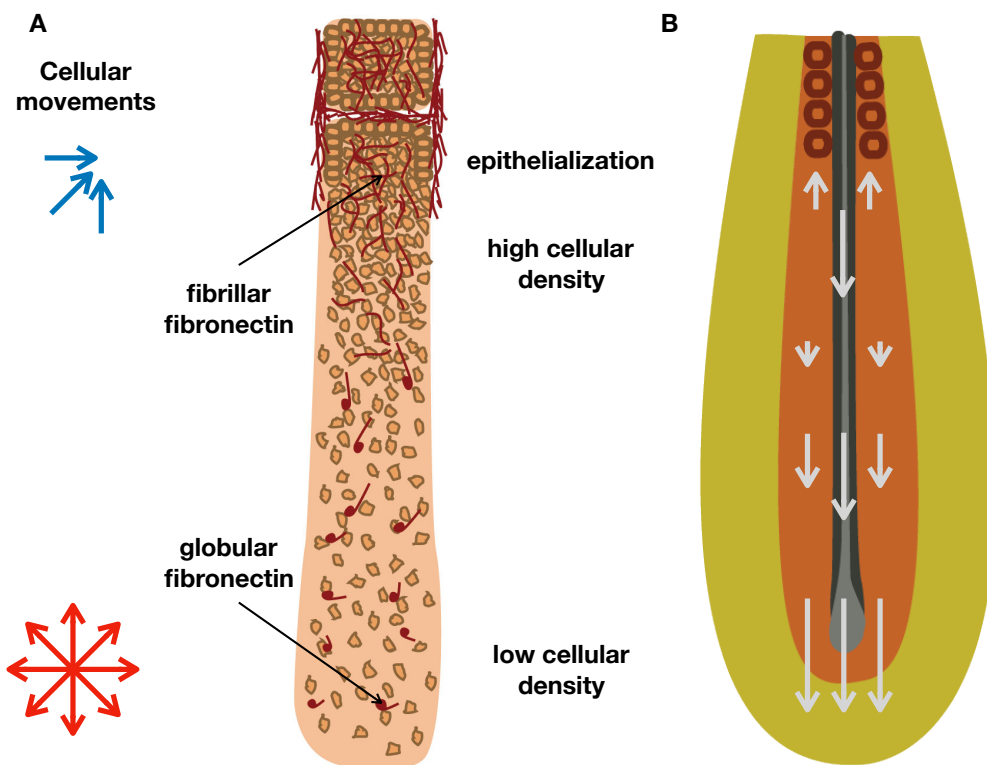 A
Cellular
movements
fibrillar
fibronectin
globular
fibronectin
epithelialization
high cellular
density
low cellular
density
B